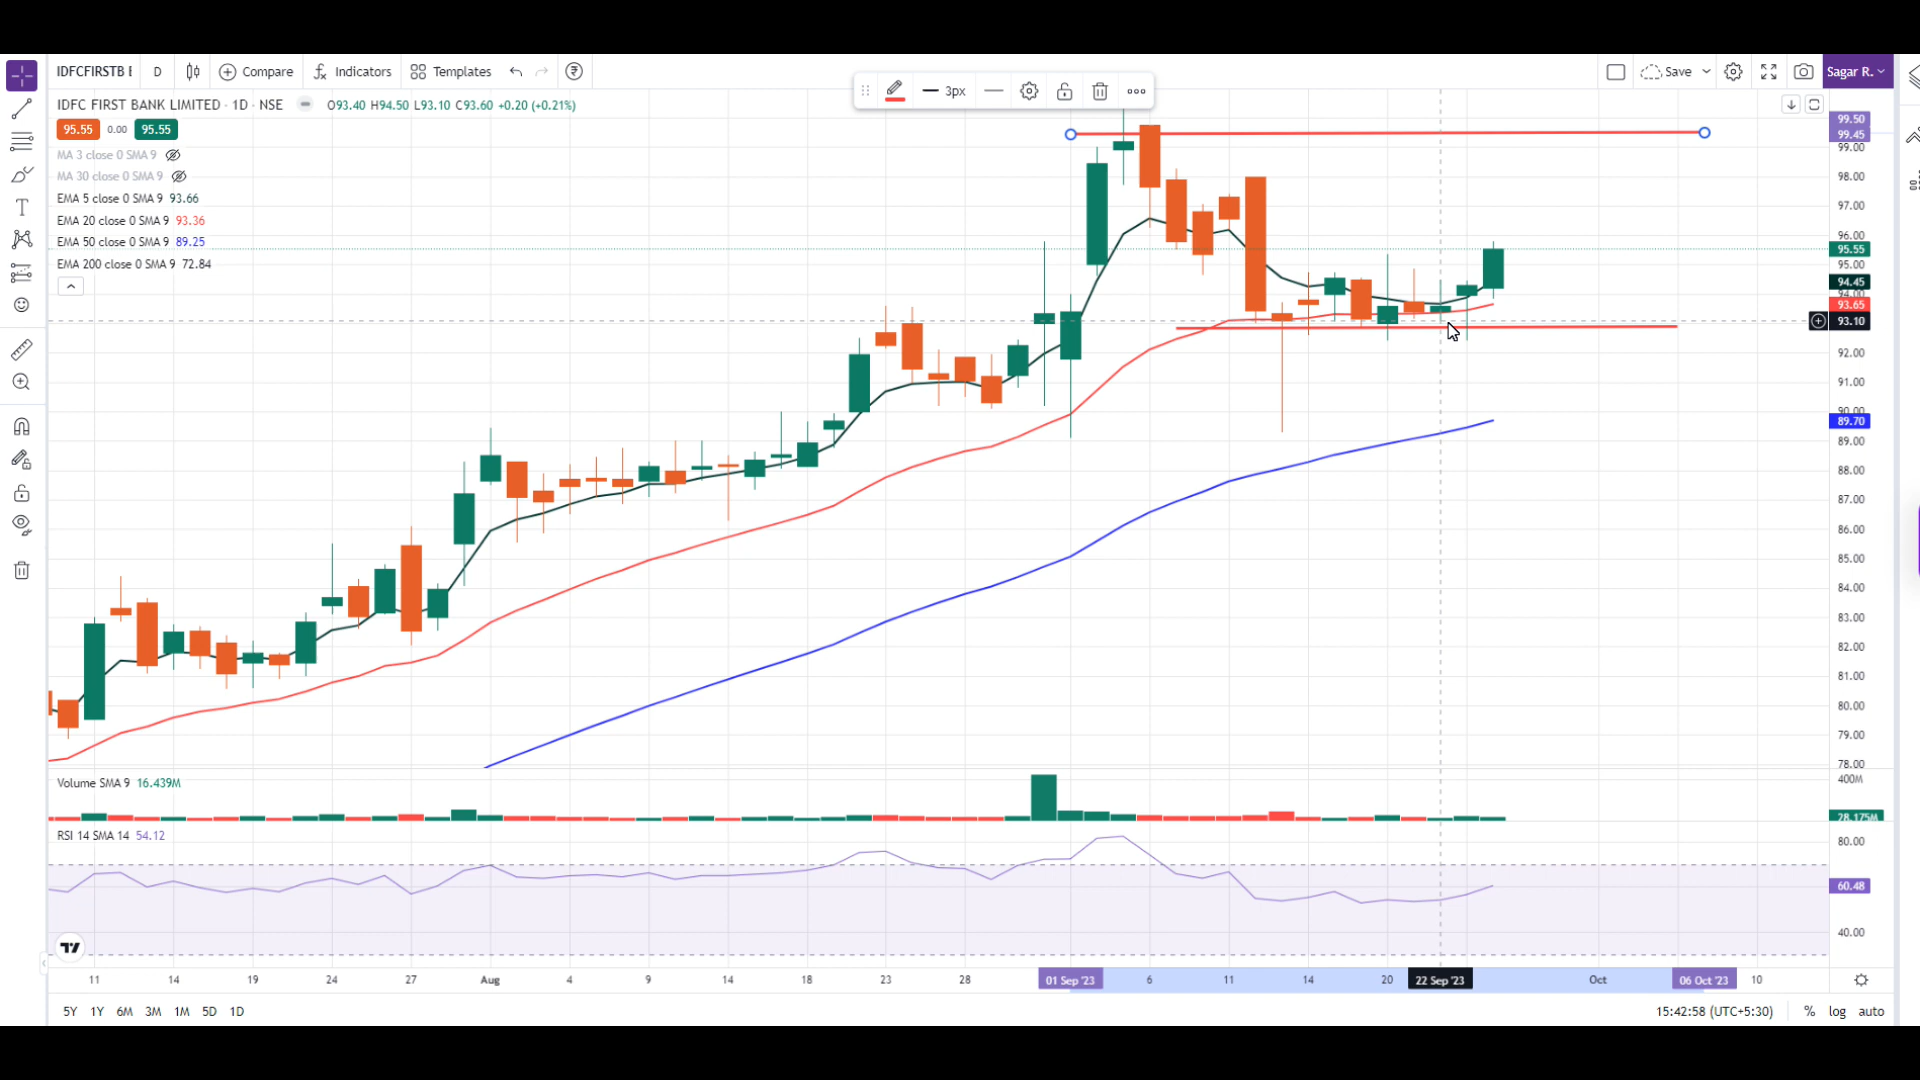 IDFCFIRSTB D Compare Indicators Templates Save Sagar R..
3px
IDFC FIRST BANK LIMITED · 1D · NSE O93.40 H94.50 L93.10 C93.60 +0.20 (+0.21%)
95.55 0.00 95.55
MA 3 close 0 SMA 9
MA 30 close 0 SMA 9
EMA 5 close 0 SMA 9 93.66
EMA 20 close 0 SMA 9 93.36
EMA 50 close 0 SMA 9 89.25
EMA 200 close 0 SMA 9 72.84
99.50
99.45
99.00
98.00
97.00
96.00
95.55
95.00
94.45
94.00
93.65
93.10
92.00
91.00
90.00
89.70
89.00
88.00
87.00
86.00
85.00
84.00
83.00
82.00
81.00
80.00
79.00
78.00
Volume SMA 9 16.439M
400M
28.175M
RSI 14 SMA 14 54.12
80.00
60.48
40.00
11 14 19 24 27 Aug 4 9 14 18 23 28 01 Sep '23 6 11 14 20 22 Sep '23 Oct 06 Oct '23 10
5Y 1Y 6M 3M 1M 5D 1D 15:42:58 (UTC+5:30) % log auto